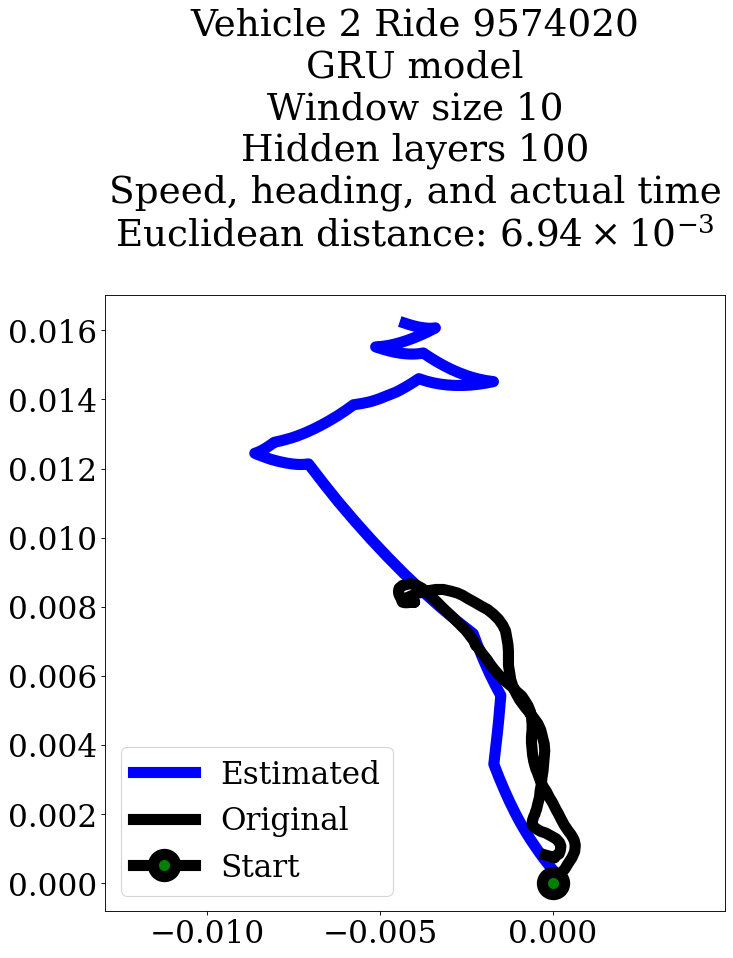 Vehicle 2 Ride 9574020
GRU model
Window size 10
Hidden layers 100
Speed, heading, and actual time
Euclidean distance: 6.94 × 10⁻³
0.016
0.014
0.012
0.010
0.008
0.006
0.004
0.002
0.000
Estimated
Original
Start
−0.010 −0.005 0.000